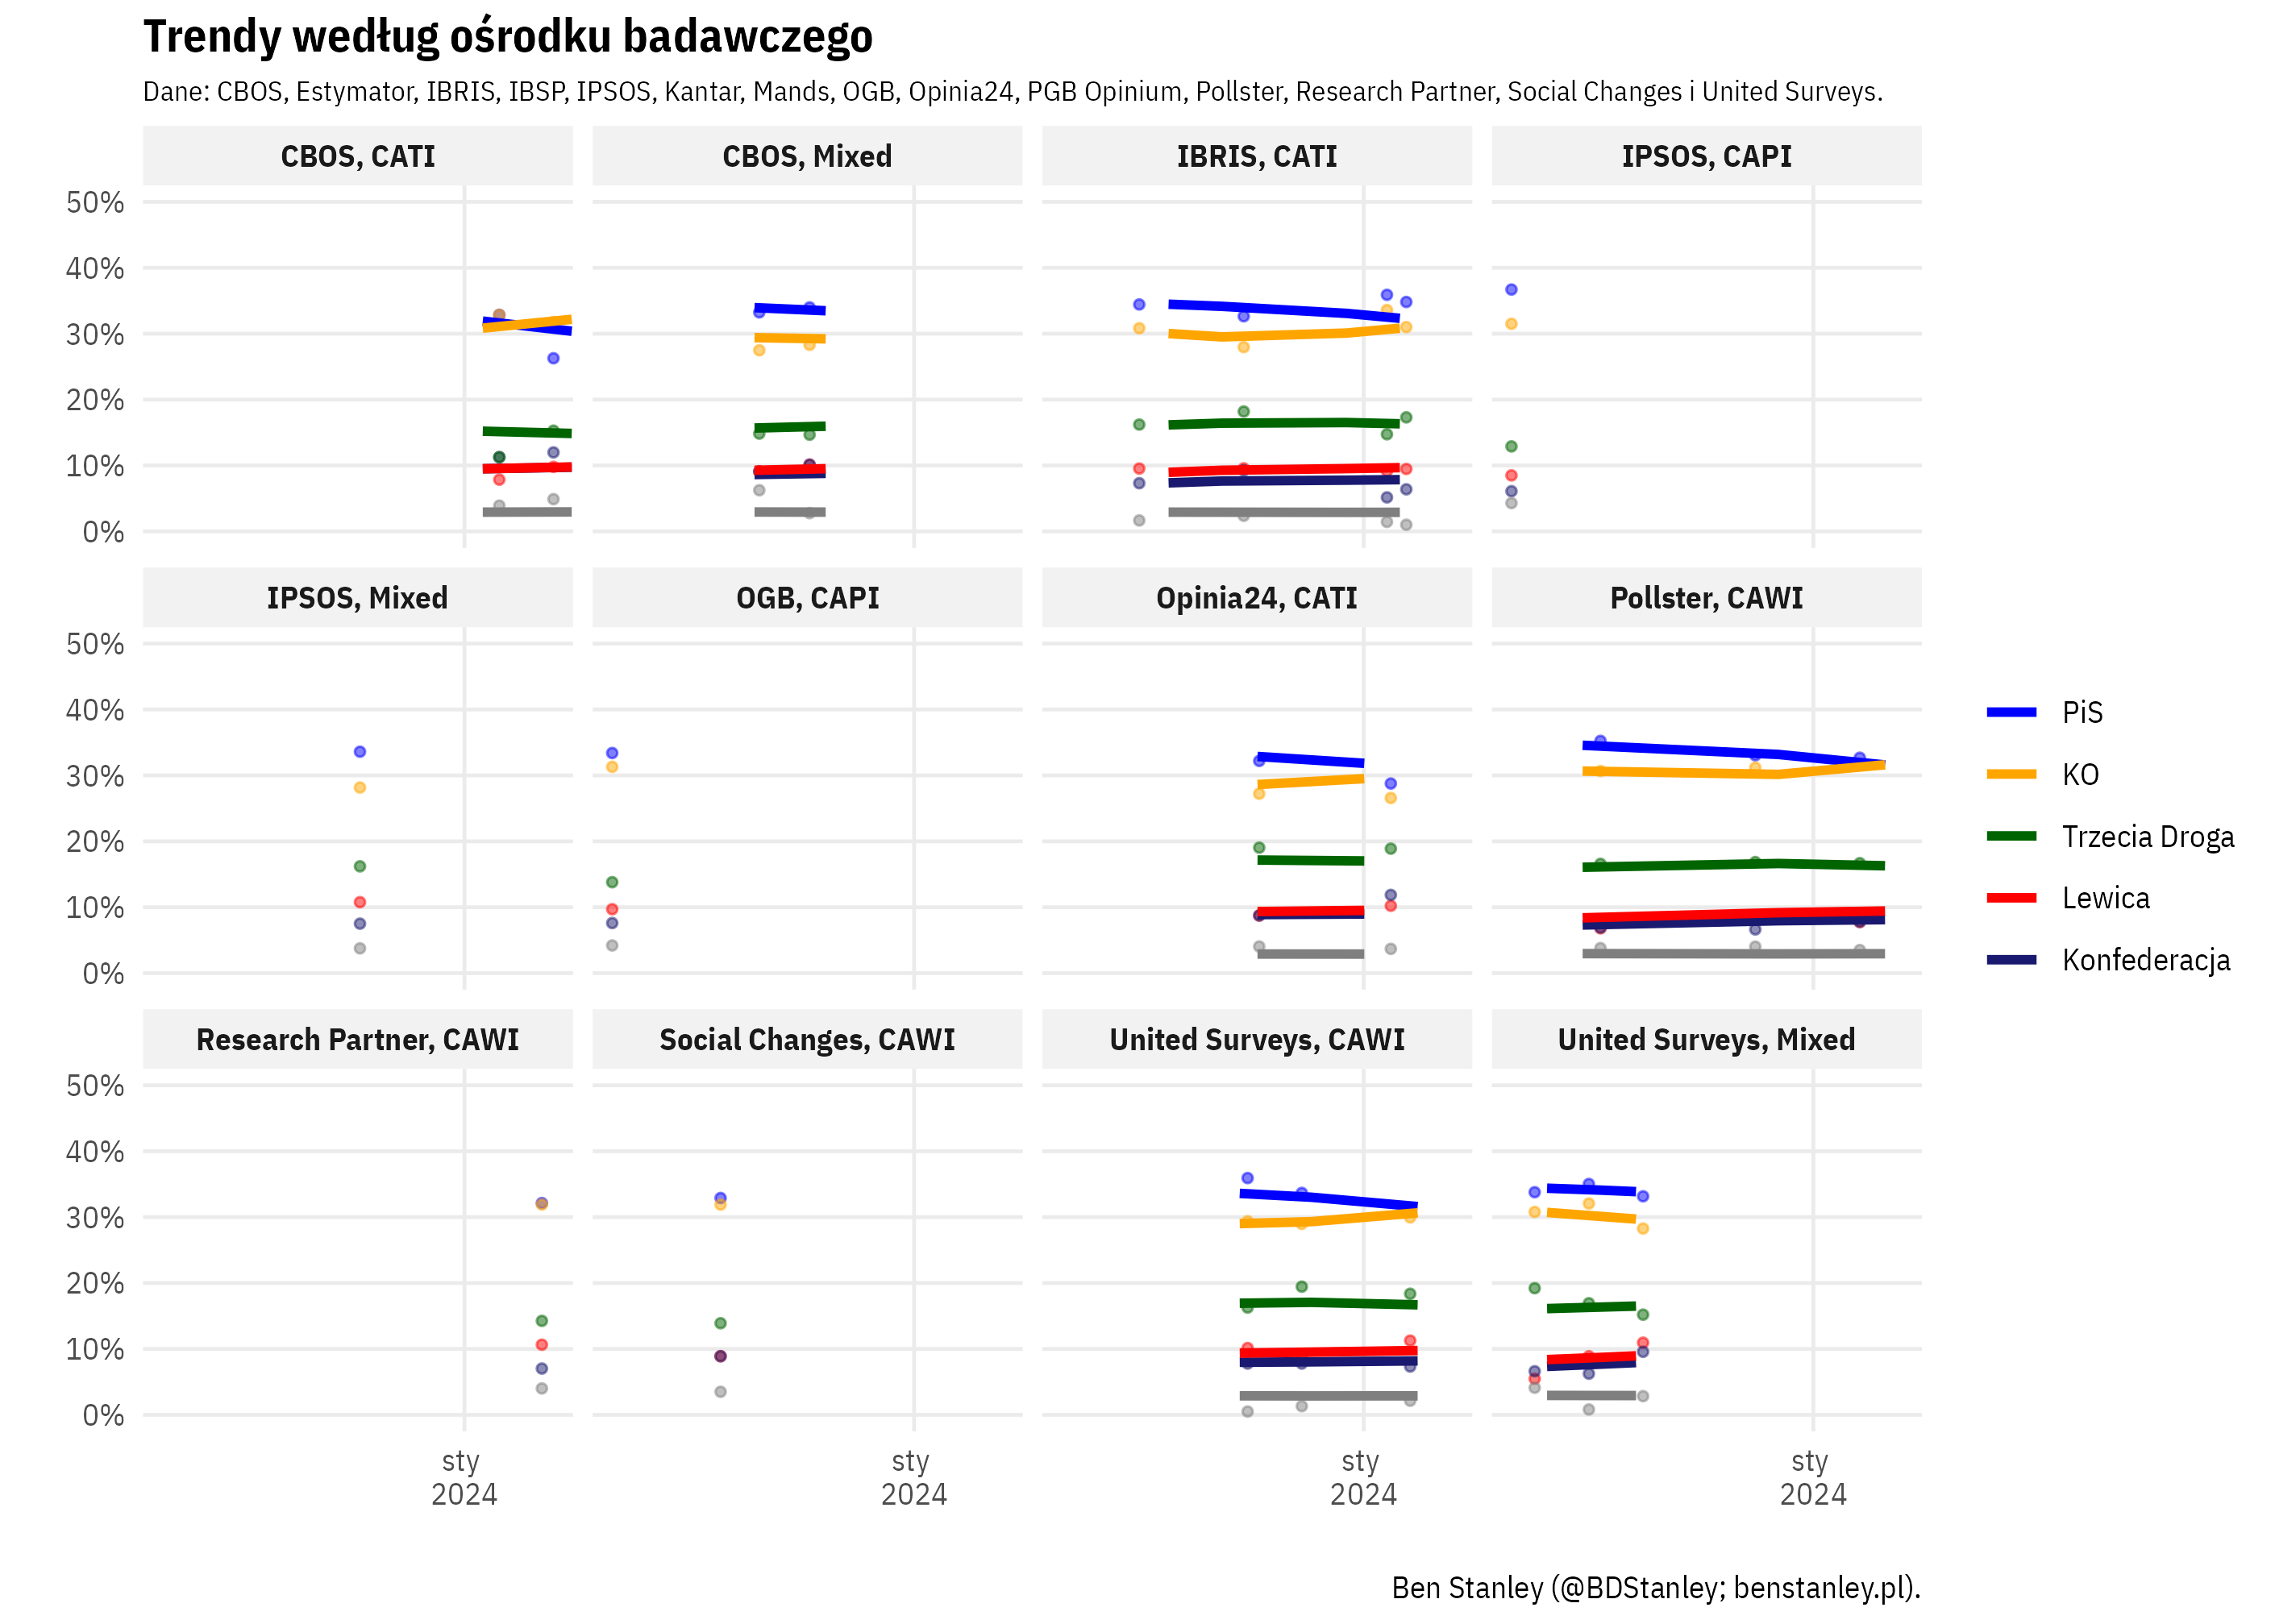 Trendy według ośrodku badawczego
Dane: CBOS, Estymator, IBRIS, IBSP, IPSOS, Kantar, Mands, OGB, Opinia24, PGB Opinium, Pollster, Research Partner, Social Changes i United Surveys.
CBOS, CATI
CBOS, Mixed
IBRIS, CATI
IPSOS, CAPI
50%
40%
30%
20%
10%
0%
IPSOS, Mixed
OGB, CAPI
Opinia24, CATI
Pollster, CAWI
50%
40%
30%
20%
10%
0%
PiS
KO
Trzecia Droga
Lewica
Konfederacja
Research Partner, CAWI
Social Changes, CAWI
United Surveys, CAWI
United Surveys, Mixed
50%
40%
30%
20%
10%
0%
sty
2024
sty
2024
sty
2024
sty
2024
Ben Stanley (@BDStanley; benstanley.pl).